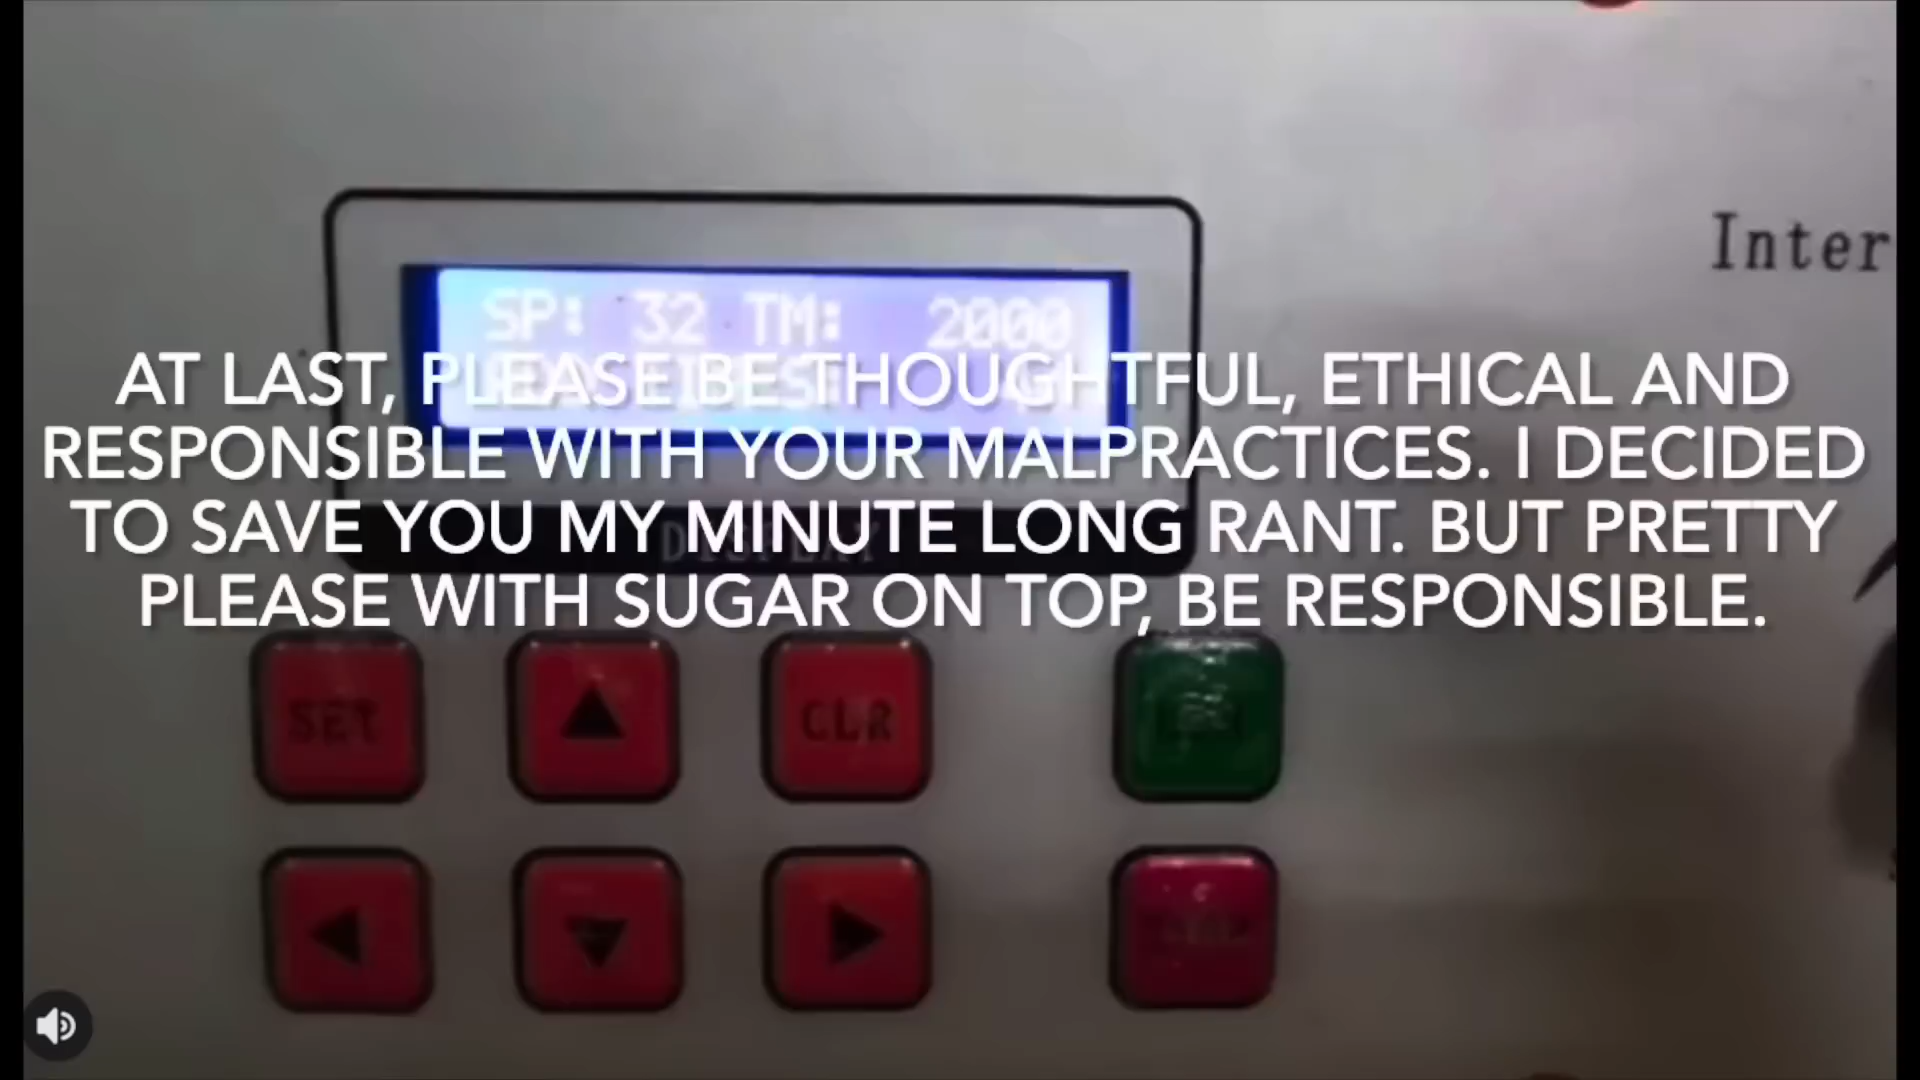 Inter
SP: 32 TM: 2000
AT LAST, PLEASE BE THOUGHTFUL, ETHICAL AND
RESPONSIBLE WITH YOUR MALPRACTICES. I DECIDED
TO SAVE YOU MY MINUTE LONG RANT. BUT PRETTY
PLEASE WITH SUGAR ON TOP, BE RESPONSIBLE.
DISPLAY
SET
CLR